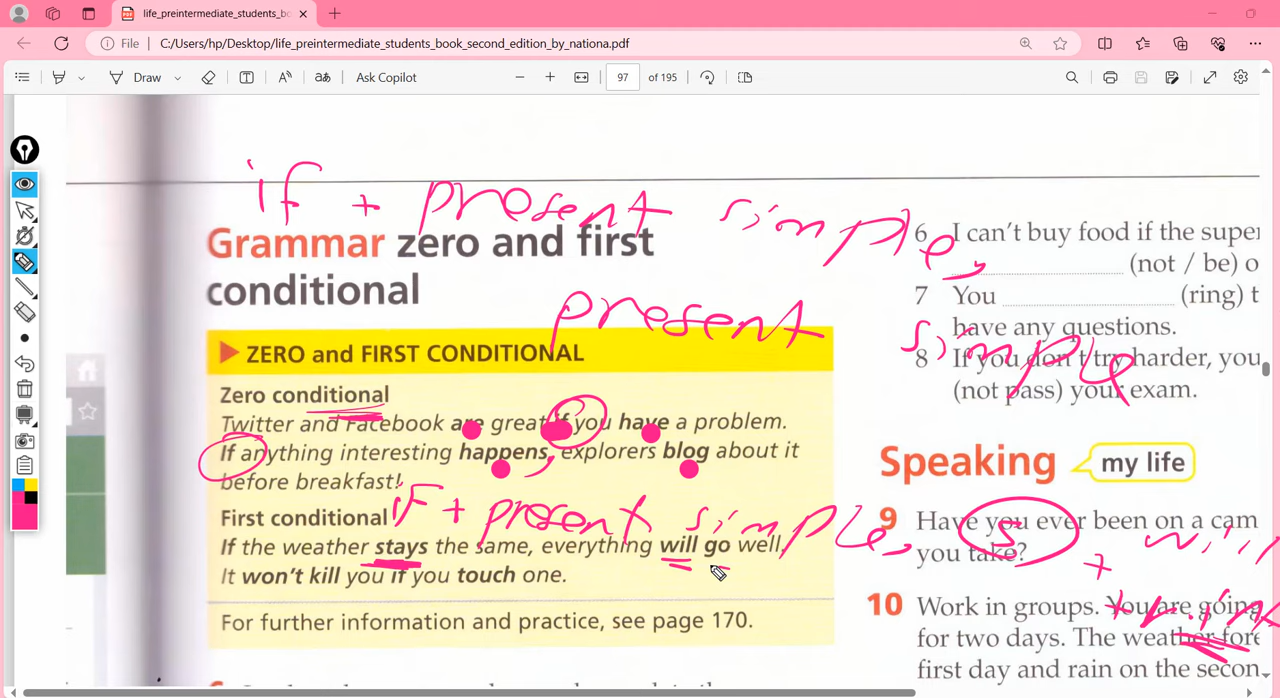 life_preintermediate_students_bo
File C:/Users/hp/Desktop/life_preintermediate_students_book_second_edition_by_nationa.pdf
Draw Ask Copilot 97 of 195
if + present simple,
present simple
Grammar zero and first
conditional
ZERO and FIRST CONDITIONAL
Zero conditional
Twitter and Facebook are great if you have a problem.
If anything interesting happens, explorers blog about it
before breakfast!
if + present simple, S + will +
First conditional
If the weather stays the same, everything will go well.
It won't kill you if you touch one.
For further information and practice, see page 170.
6 I can't buy food if the super
(not / be) o
7 You ____________ (ring) t
have any questions.
8 If you don't try harder, you
(not pass) your exam.
Speaking my life
9 Have you ever been on a cam
you take?
10 Work in groups. You are going
for two days. The weather fore
first day and rain on the secon